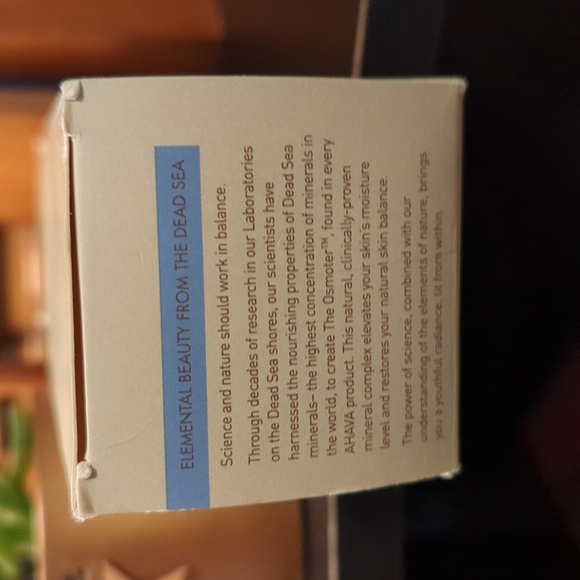 ELEMENTAL BEAUTY FROM THE DEAD SEA
Science and nature should work in balance.
Through decades of research in our Laboratories
on the Dead Sea shores, our scientists have
harnessed the nourishing properties of Dead Sea
minerals– the highest concentration of minerals in
the world, to create The Osmoter™, found in every
AHAVA product. This natural, clinically-proven
mineral complex elevates your skin's moisture
level and restores your natural skin balance.
The power of science, combined with our
understanding of the elements of nature, brings
you a youthful radiance, lit from within.